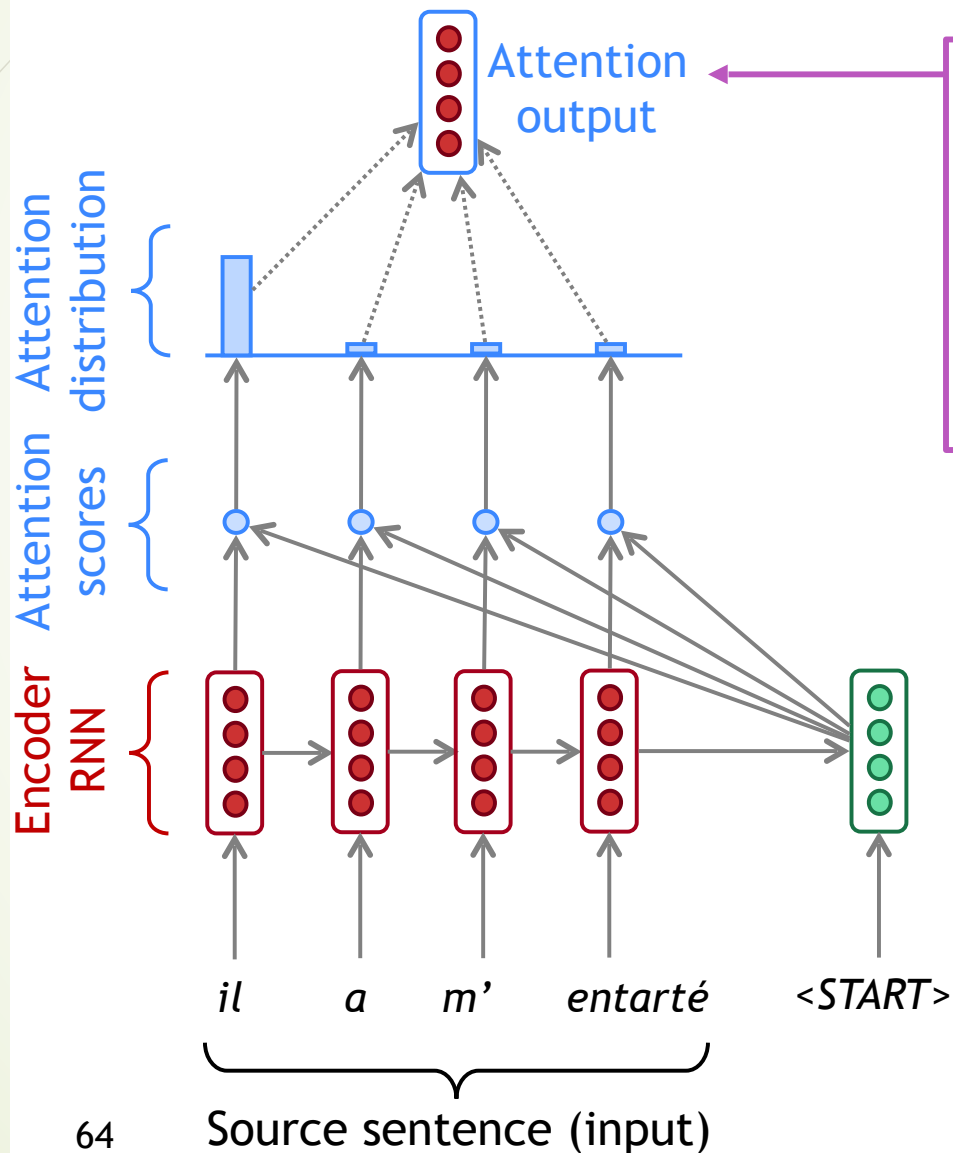 Attention
output
Attention
distribution
Attention
scores
Encoder
RNN
il a m’ entarté <START>
Source sentence (input)
64